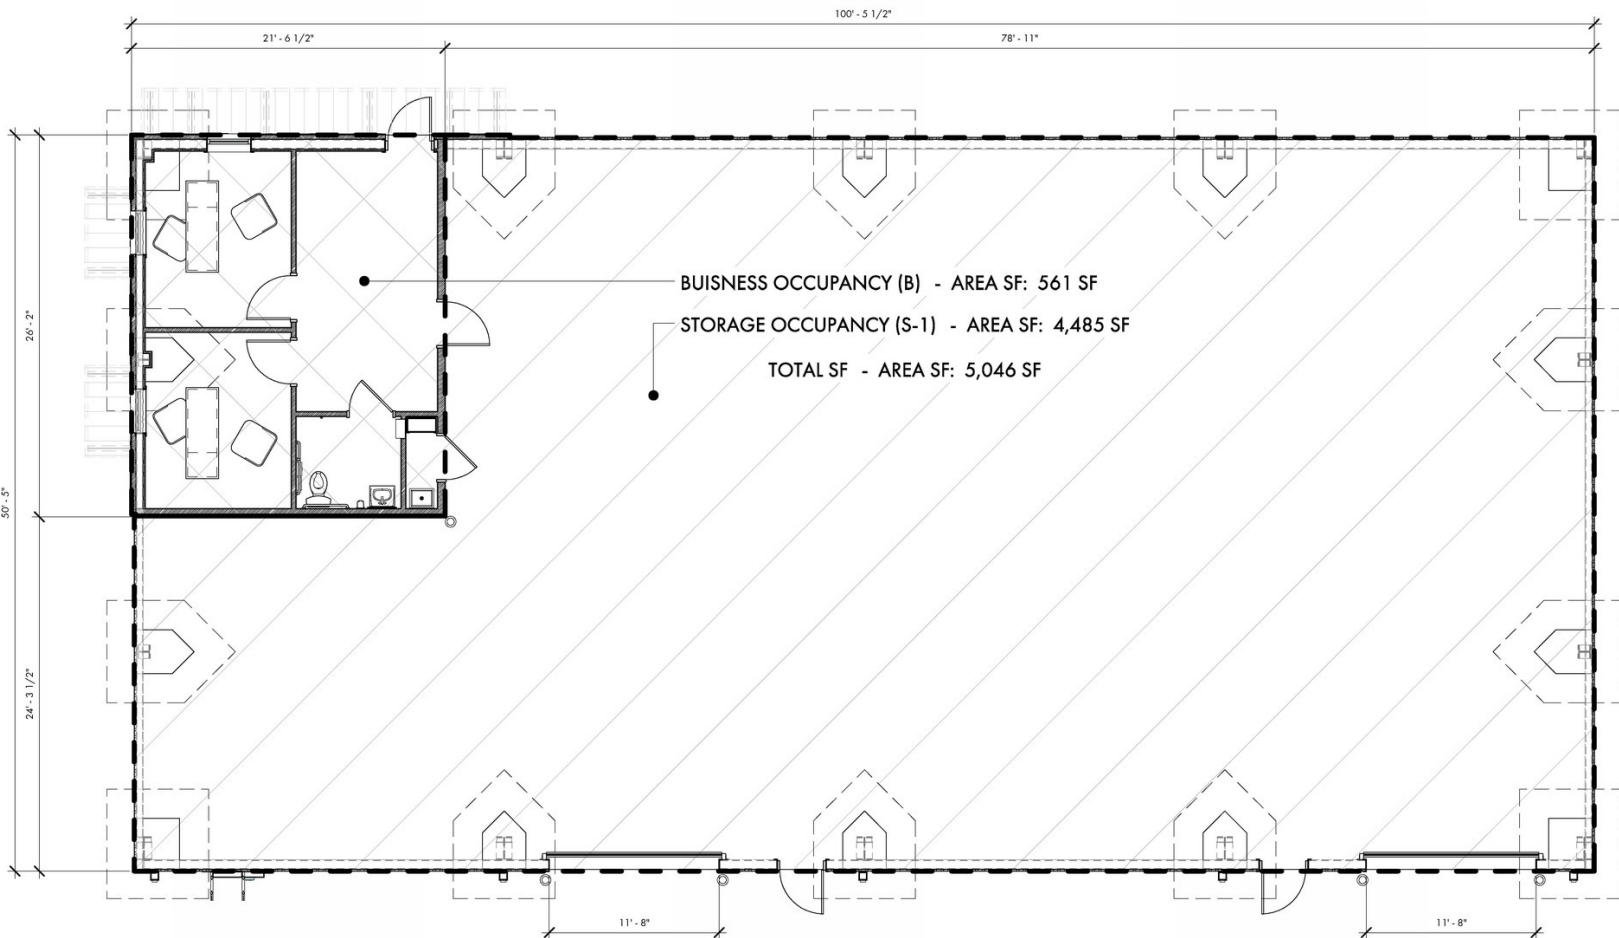 100' - 5 1/2"
21' - 6 1/2"
78' - 11"
26' - 2"
50' - 5"
24' - 3 1/2"
BUISNESS OCCUPANCY (B) - AREA SF: 561 SF
STORAGE OCCUPANCY (S-1) - AREA SF: 4,485 SF
TOTAL SF - AREA SF: 5,046 SF
11' - 8"
11' - 8"